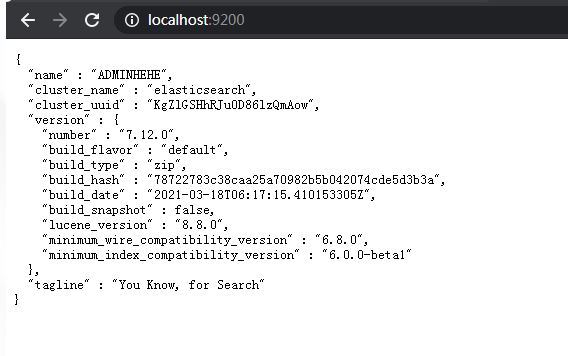 localhost:9200
{
  "name" : "ADMINHEHE",
  "cluster_name" : "elasticsearch",
  "cluster_uuid" : "KgZlGSHhRJu0D86lzQmAow",
  "version" : {
    "number" : "7.12.0",
    "build_flavor" : "default",
    "build_type" : "zip",
    "build_hash" : "78722783c38caa25a70982b5b042074cde5d3b3a",
    "build_date" : "2021-03-18T06:17:15.410153305Z",
    "build_snapshot" : false,
    "lucene_version" : "8.8.0",
    "minimum_wire_compatibility_version" : "6.8.0",
    "minimum_index_compatibility_version" : "6.0.0-beta1"
  },
  "tagline" : "You Know, for Search"
}